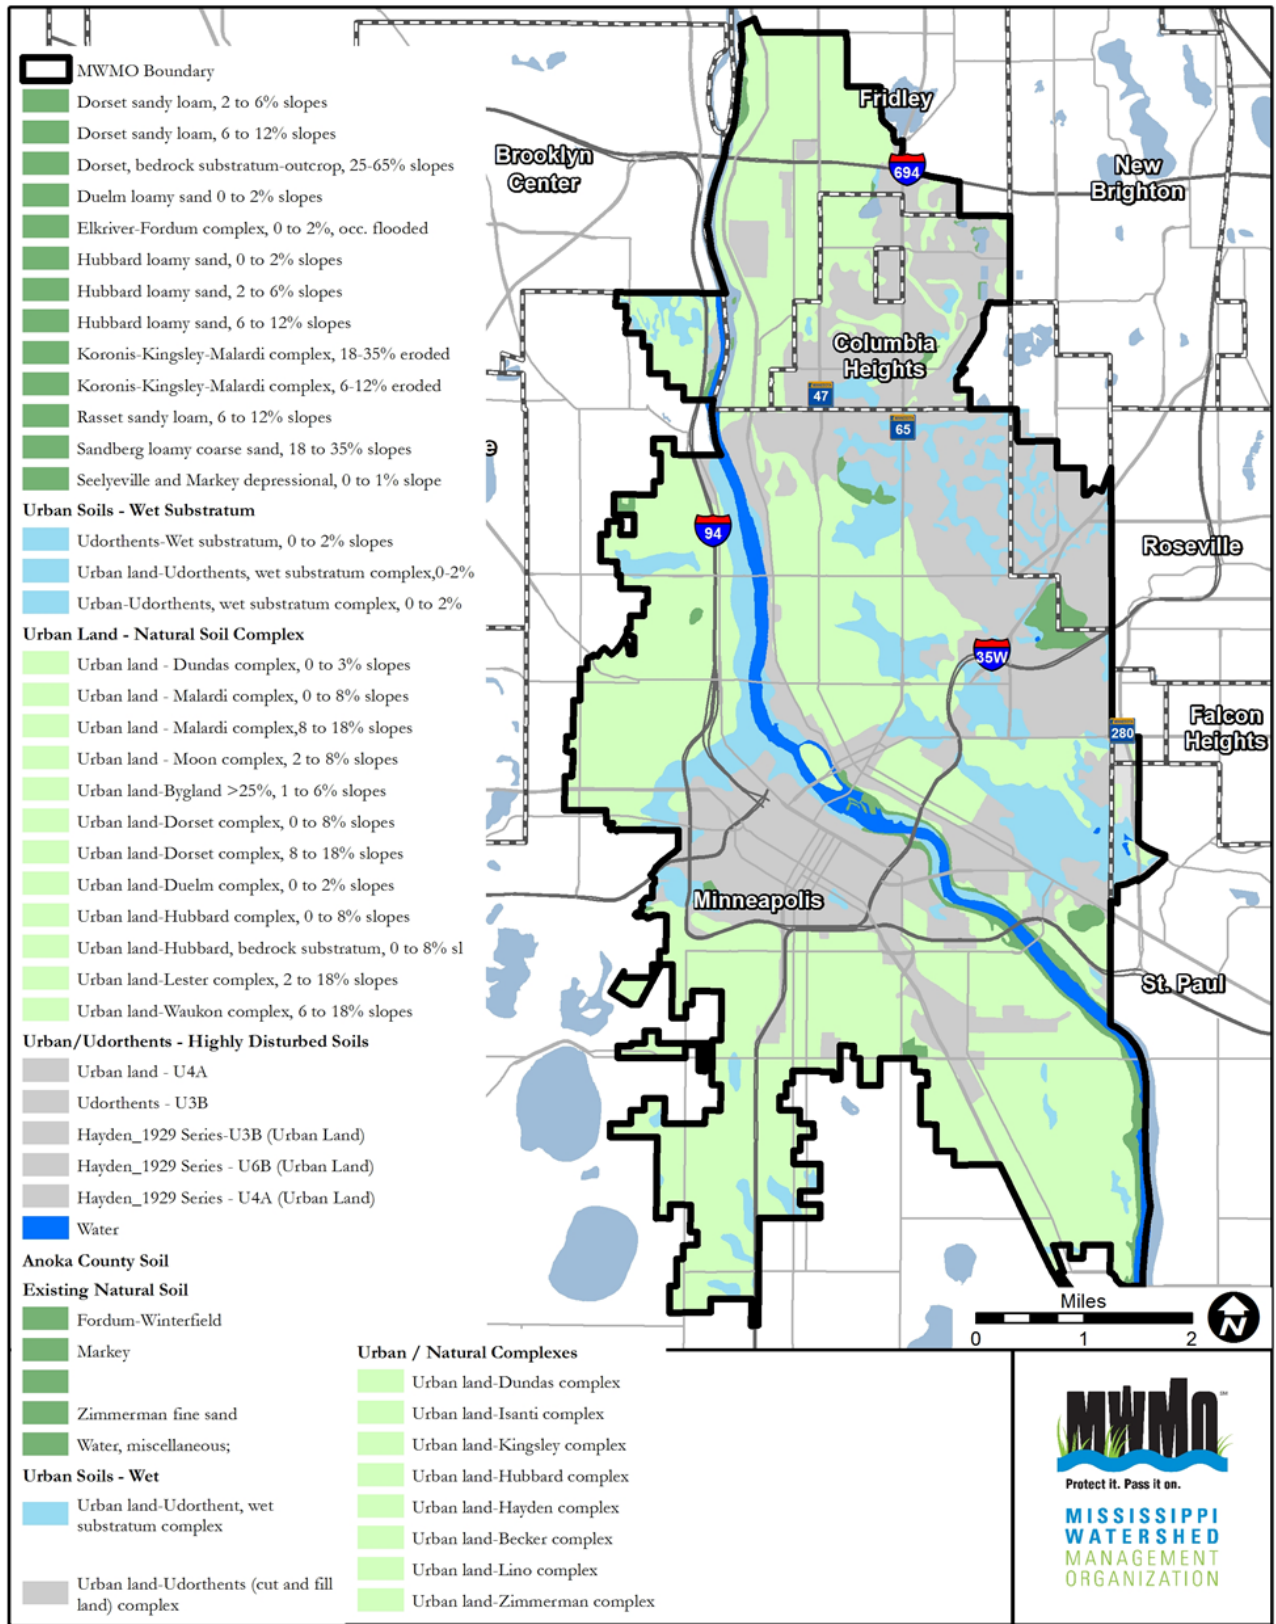 MWMO Boundary
Dorset sandy loam, 2 to 6% slopes
Dorset sandy loam, 6 to 12% slopes
Dorset, bedrock substratum-outcrop, 25-65% slopes
Duelm loamy sand 0 to 2% slopes
Elkriver-Fordum complex, 0 to 2%, occ. flooded
Hubbard loamy sand, 0 to 2% slopes
Hubbard loamy sand, 2 to 6% slopes
Hubbard loamy sand, 6 to 12% slopes
Koronis-Kingsley-Malardi complex, 18-35% eroded
Koronis-Kingsley-Malardi complex, 6-12% eroded
Rasset sandy loam, 6 to 12% slopes
Sandberg loamy coarse sand, 18 to 35% slopes
Seelyeville and Markey depressional, 0 to 1% slope
Urban Soils - Wet Substratum
Udorthents-Wet substratum, 0 to 2% slopes
Urban land-Udorthents, wet substratum complex,0-2%
Urban-Udorthents, wet substratum complex, 0 to 2%
Urban Land - Natural Soil Complex
Urban land - Dundas complex, 0 to 3% slopes
Urban land - Malardi complex, 0 to 8% slopes
Urban land - Malardi complex,8 to 18% slopes
Urban land - Moon complex, 2 to 8% slopes
Urban land-Bygland >25%, 1 to 6% slopes
Urban land-Dorset complex, 0 to 8% slopes
Urban land-Dorset complex, 8 to 18% slopes
Urban land-Duelm complex, 0 to 2% slopes
Urban land-Hubbard complex, 0 to 8% slopes
Urban land-Hubbard, bedrock substratum, 0 to 8% sl
Urban land-Lester complex, 2 to 18% slopes
Urban land-Waukon complex, 6 to 18% slopes
Urban/Udorthents - Highly Disturbed Soils
Urban land - U4A
Udorthents - U3B
Hayden_1929 Series-U3B (Urban Land)
Hayden_1929 Series - U6B (Urban Land)
Hayden_1929 Series - U4A (Urban Land)
Water
Anoka County Soil
Existing Natural Soil
Fordum-Winterfield
Markey
Zimmerman fine sand
Water, miscellaneous;
Urban Soils - Wet
Urban land-Udorthent, wet
substratum complex
Urban land-Udorthents (cut and fill
land) complex
Urban / Natural Complexes
Urban land-Dundas complex
Urban land-Isanti complex
Urban land-Kingsley complex
Urban land-Hubbard complex
Urban land-Hayden complex
Urban land-Becker complex
Urban land-Lino complex
Urban land-Zimmerman complex
Fridley
Brooklyn
Center
694
New
Brighton
Columbia
Heights
47
65
e
94
Roseville
35W
Falcon
Heights
280
Minneapolis
St. Paul
Miles
0 1 2
N
MWMO
SM
Protect it. Pass it on.
MISSISSIPPI
WATERSHED
MANAGEMENT
ORGANIZATION